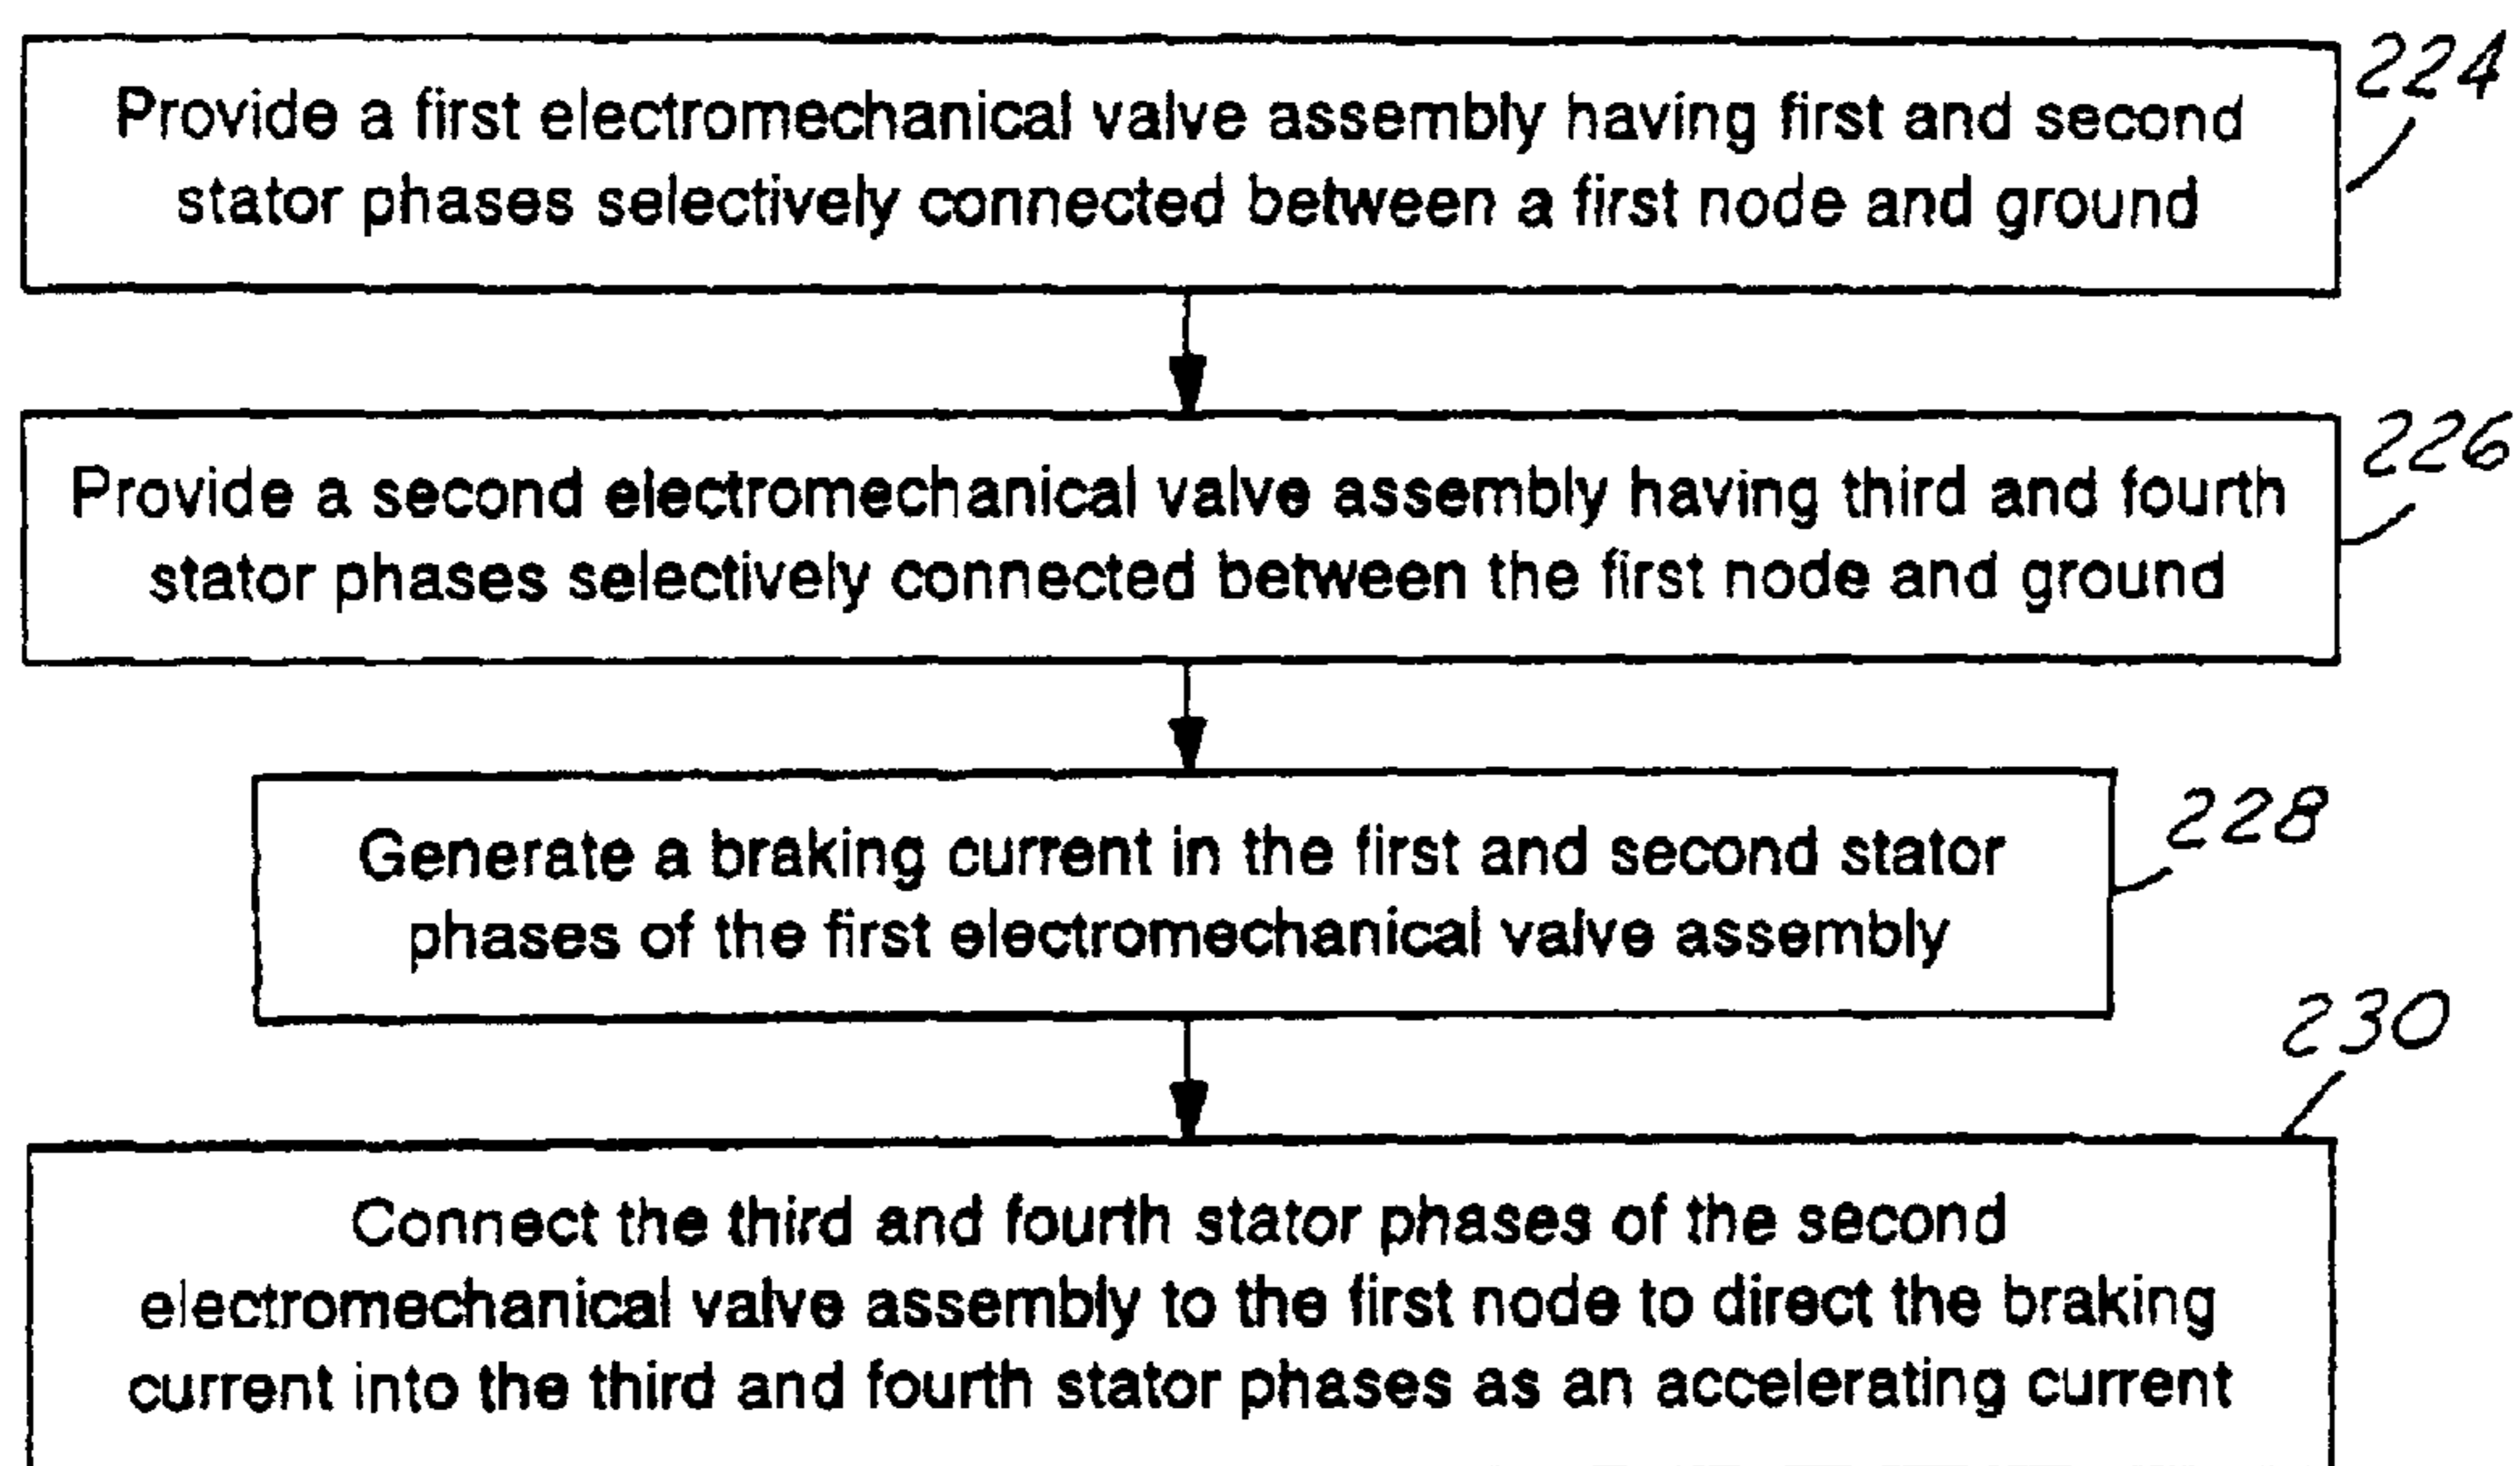 Provide a first electromechanical valve assembly having first and second
stator phases selectively connected between a first node and ground
224
Provide a second electromechanical valve assembly having third and fourth
stator phases selectively connected between the first node and ground
226
Generate a braking current in the first and second stator
phases of the first electromechanical valve assembly
228
230
Connect the third and fourth stator phases of the second
electromechanical valve assembly to the first node to direct the braking
current into the third and fourth stator phases as an accelerating current